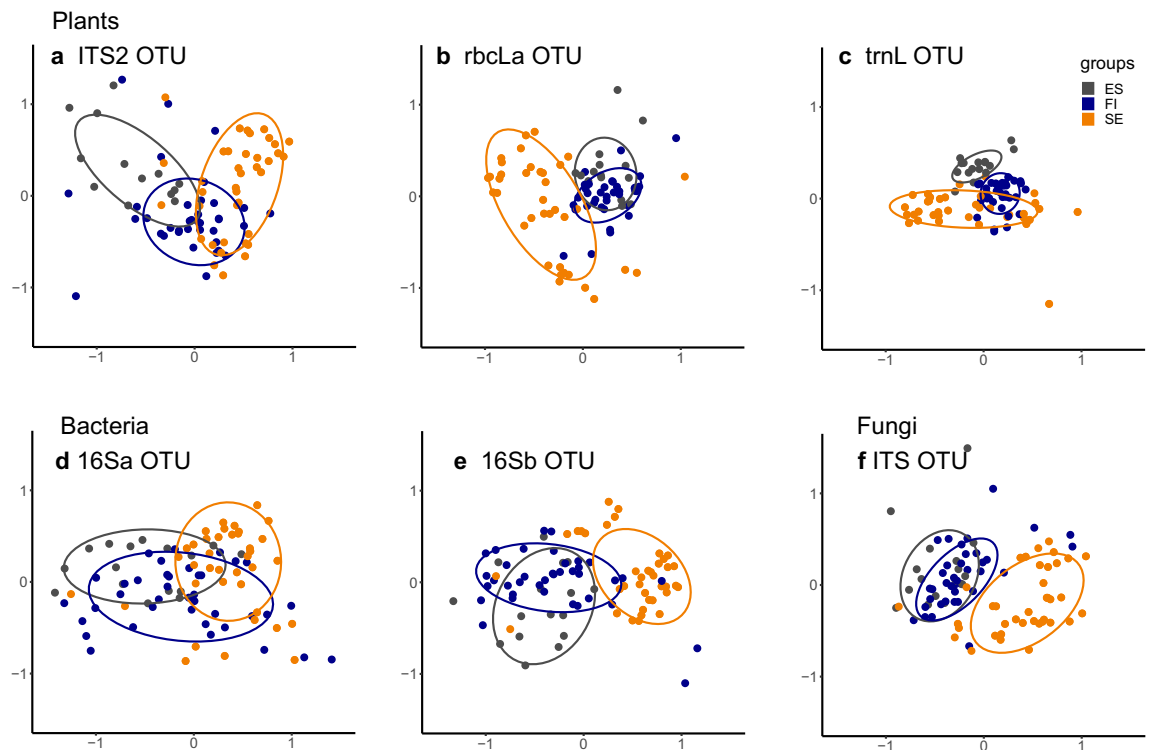 Plants
a ITS2 OTU
1
0
−1
−1 0 1
b rbcLa OTU
1
0
−1
−1 0 1
c trnL OTU
groups
ES
FI
SE
1
0
−1
−1 0 1
Bacteria
d 16Sa OTU
1
0
−1
−1 0 1
e 16Sb OTU
1
0
−1
−1 0 1
Fungi
f ITS OTU
1
0
−1
−1 0 1